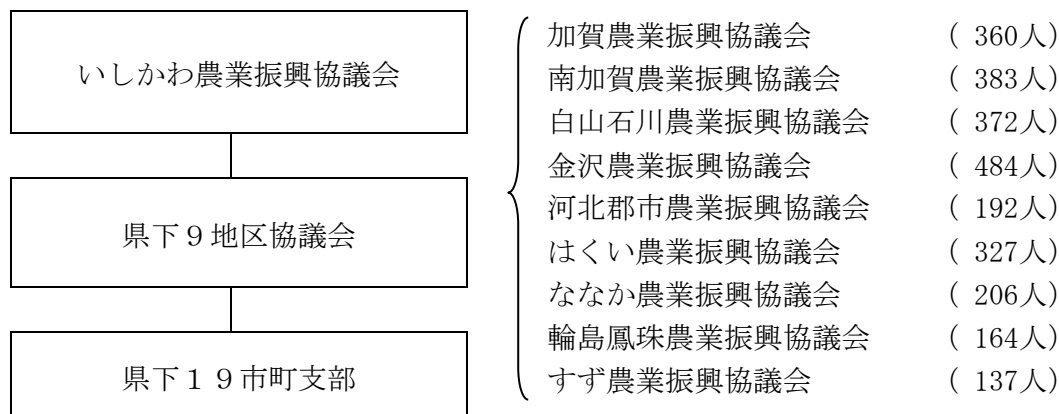 いしかわ農業振興協議会
県下9地区協議会
県下19市町支部
加賀農業振興協議会 ( 360人)
南加賀農業振興協議会 ( 383人)
白山石川農業振興協議会 ( 372人)
金沢農業振興協議会 ( 484人)
河北郡市農業振興協議会 ( 192人)
はくい農業振興協議会 ( 327人)
ななか農業振興協議会 ( 206人)
輪島鳳珠農業振興協議会 ( 164人)
すず農業振興協議会 ( 137人)